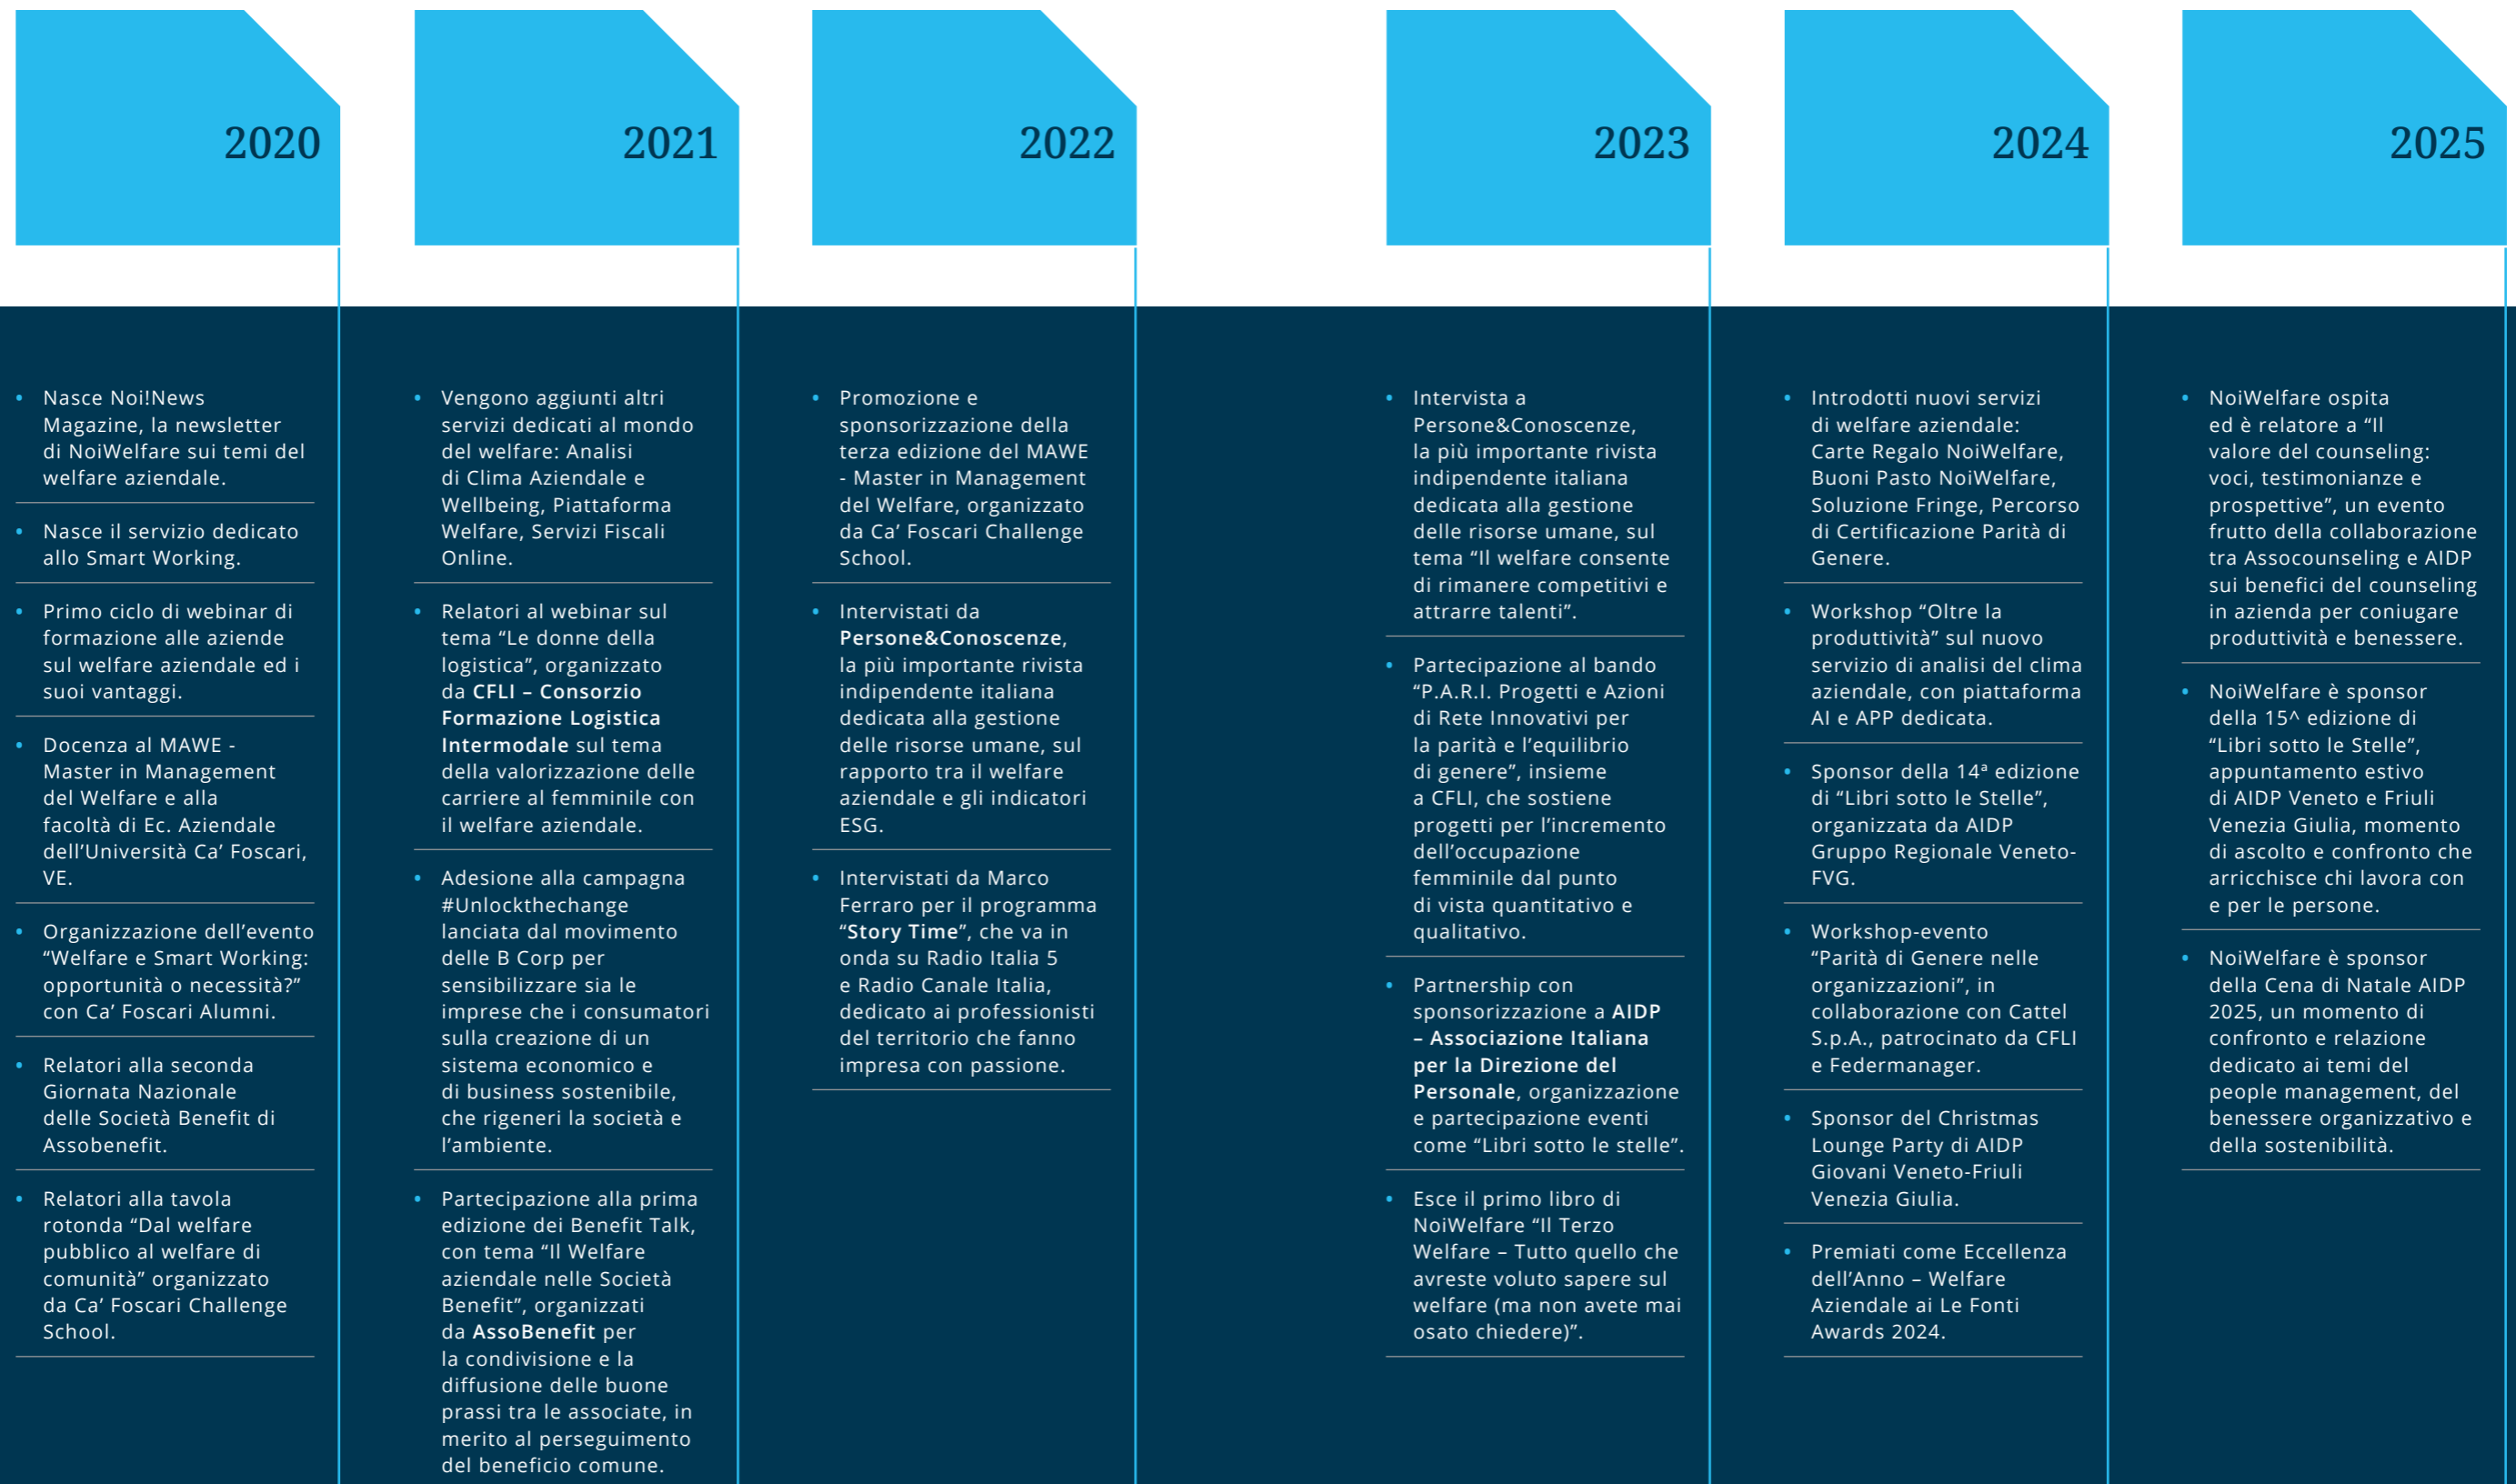 2020
• Nasce Noi!News
Magazine, la newsletter
di NoiWelfare sui temi del
welfare aziendale.
• Nasce il servizio dedicato
allo Smart Working.
• Primo ciclo di webinar di
formazione alle aziende
sul welfare aziendale ed i
suoi vantaggi.
• Docenza al MAWE -
Master in Management
del Welfare e alla
facoltà di Ec. Aziendale
dell’Università Ca’ Foscari,
VE.
• Organizzazione dell’evento
“Welfare e Smart Working:
opportunità o necessità?”
con Ca’ Foscari Alumni.
• Relatori alla seconda
Giornata Nazionale
delle Società Benefit di
Assobenefit.
• Relatori alla tavola
rotonda “Dal welfare
pubblico al welfare di
comunità” organizzato
da Ca’ Foscari Challenge
School.
2021
• Vengono aggiunti altri
servizi dedicati al mondo
del welfare: Analisi
di Clima Aziendale e
Wellbeing, Piattaforma
Welfare, Servizi Fiscali
Online.
• Relatori al webinar sul
tema “Le donne della
logistica”, organizzato
da CFLI – Consorzio
Formazione Logistica
Intermodale sul tema
della valorizzazione delle
carriere al femminile con
il welfare aziendale.
• Adesione alla campagna
#Unlockthechange
lanciata dal movimento
delle B Corp per
sensibilizzare sia le
imprese che i consumatori
sulla creazione di un
sistema economico e
di business sostenibile,
che rigeneri la società e
l’ambiente.
• Partecipazione alla prima
edizione dei Benefit Talk,
con tema “Il Welfare
aziendale nelle Società
Benefit”, organizzati
da AssoBenefit per
la condivisione e la
diffusione delle buone
prassi tra le associate, in
merito al perseguimento
del beneficio comune.
2022
• Promozione e
sponsorizzazione della
terza edizione del MAWE
- Master in Management
del Welfare, organizzato
da Ca’ Foscari Challenge
School.
• Intervistati da
Persone&Conoscenze,
la più importante rivista
indipendente italiana
dedicata alla gestione
delle risorse umane, sul
rapporto tra il welfare
aziendale e gli indicatori
ESG.
• Intervistati da Marco
Ferraro per il programma
“Story Time”, che va in
onda su Radio Italia 5
e Radio Canale Italia,
dedicato ai professionisti
del territorio che fanno
impresa con passione.
2023
• Intervista a
Persone&Conoscenze,
la più importante rivista
indipendente italiana
dedicata alla gestione
delle risorse umane, sul
tema “Il welfare consente
di rimanere competitivi e
attrarre talenti”.
• Partecipazione al bando
“P.A.R.I. Progetti e Azioni
di Rete Innovativi per
la parità e l’equilibrio
di genere”, insieme
a CFLI, che sostiene
progetti per l’incremento
dell’occupazione
femminile dal punto
di vista quantitativo e
qualitativo.
• Partnership con
sponsorizzazione a AIDP
– Associazione Italiana
per la Direzione del
Personale, organizzazione
e partecipazione eventi
come “Libri sotto le stelle”.
• Esce il primo libro di
NoiWelfare “Il Terzo
Welfare – Tutto quello che
avreste voluto sapere sul
welfare (ma non avete mai
osato chiedere)”.
2024
• Introdotti nuovi servizi
di welfare aziendale:
Carte Regalo NoiWelfare,
Buoni Pasto NoiWelfare,
Soluzione Fringe, Percorso
di Certificazione Parità di
Genere.
• Workshop “Oltre la
produttività” sul nuovo
servizio di analisi del clima
aziendale, con piattaforma
AI e APP dedicata.
• Sponsor della 14ª edizione
di “Libri sotto le Stelle”,
organizzata da AIDP
Gruppo Regionale Veneto-
FVG.
• Workshop-evento
“Parità di Genere nelle
organizzazioni”, in
collaborazione con Cattel
S.p.A., patrocinato da CFLI
e Federmanager.
• Sponsor del Christmas
Lounge Party di AIDP
Giovani Veneto-Friuli
Venezia Giulia.
• Premiati come Eccellenza
dell’Anno – Welfare
Aziendale ai Le Fonti
Awards 2024.
2025
• NoiWelfare ospita
ed è relatore a “Il
valore del counseling:
voci, testimonianze e
prospettive”, un evento
frutto della collaborazione
tra Assocounseling e AIDP
sui benefici del counseling
in azienda per coniugare
produttività e benessere.
• NoiWelfare è sponsor
della 15^ edizione di
“Libri sotto le Stelle”,
appuntamento estivo
di AIDP Veneto e Friuli
Venezia Giulia, momento
di ascolto e confronto che
arricchisce chi lavora con
e per le persone.
• NoiWelfare è sponsor
della Cena di Natale AIDP
2025, un momento di
confronto e relazione
dedicato ai temi del
people management, del
benessere organizzativo e
della sostenibilità.